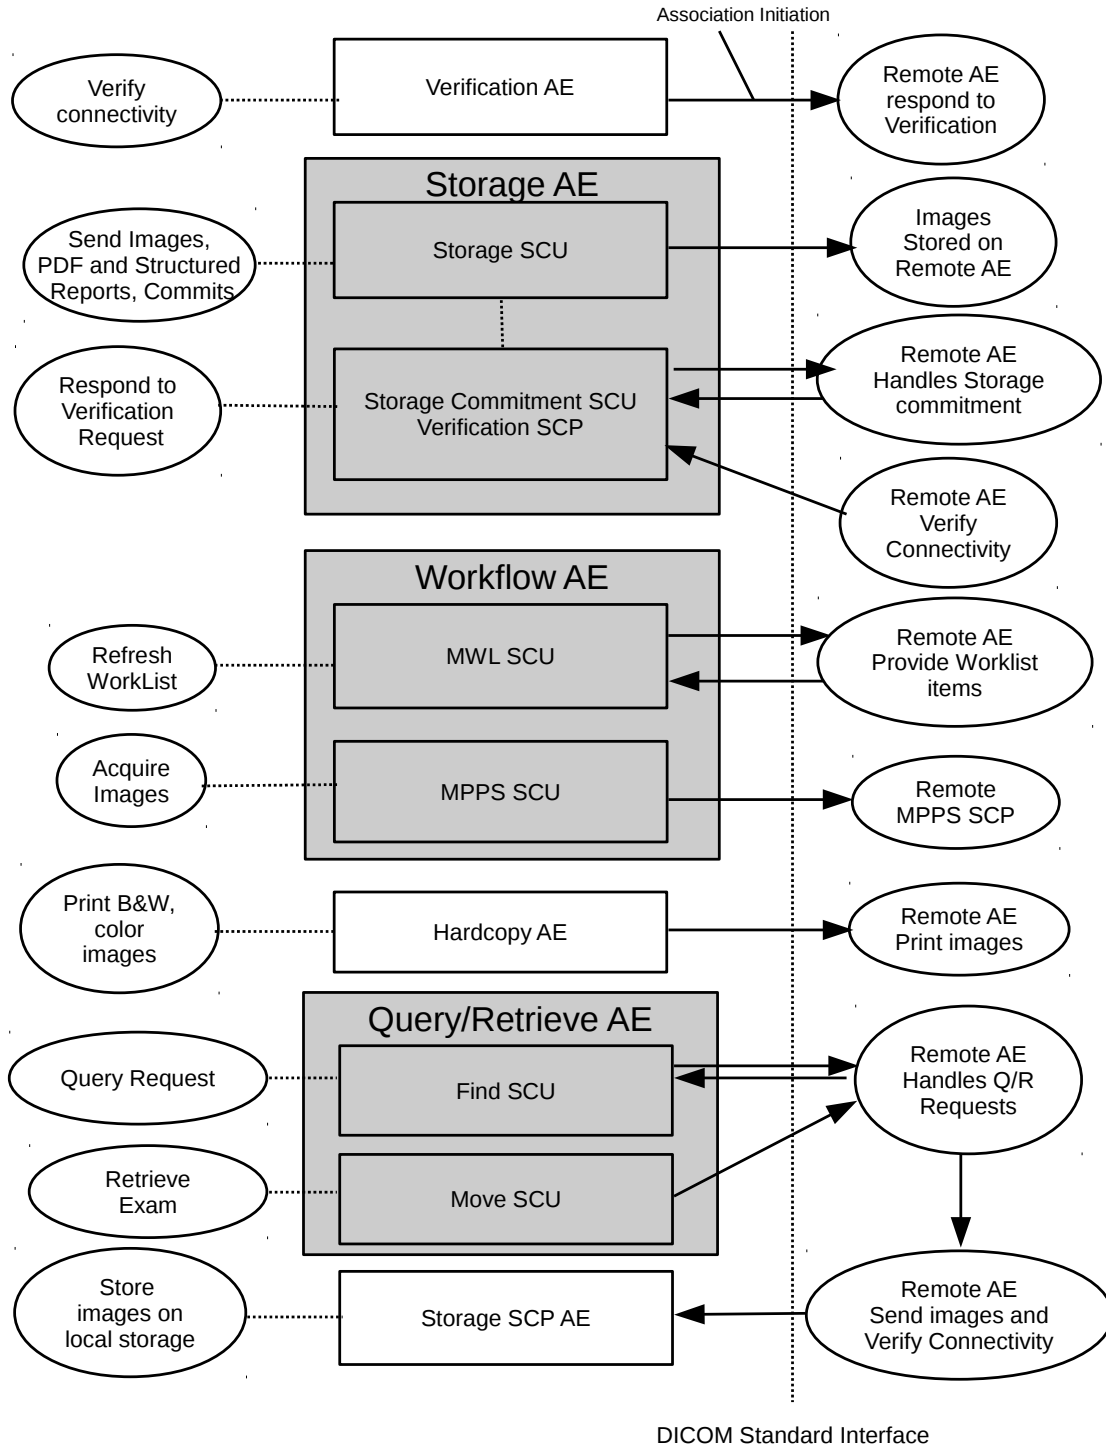 Association Initiation
Verify
connectivity
Verification AE
Remote AE
respond to
Verification
Storage AE
Send Images,
PDF and Structured
Reports, Commits
Storage SCU
Images
Stored on
Remote AE
Respond to
Verification
Request
Storage Commitment SCU
Verification SCP
Remote AE
Handles Storage
commitment
Remote AE
Verify
Connectivity
Workflow AE
Refresh
WorkList
MWL SCU
Remote AE
Provide Worklist
items
Acquire
Images
MPPS SCU
Remote
MPPS SCP
Print B&W,
color
images
Hardcopy AE
Remote AE
Print images
Query/Retrieve AE
Query Request
Find SCU
Remote AE
Handles Q/R
Requests
Retrieve
Exam
Move SCU
Store
images on
local storage
Storage SCP AE
Remote AE
Send images and
Verify Connectivity
DICOM Standard Interface